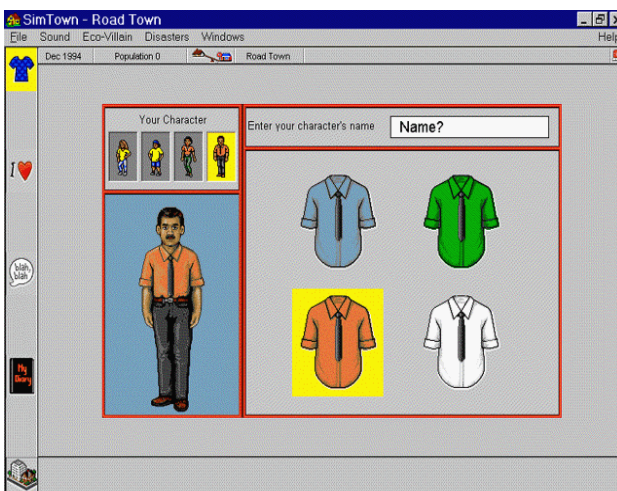 SimTown - Road Town
File Sound Eco-Villain Disasters Windows Help
Dec 1994 Population 0 Road Town
Your Character
Enter your character's name Name?
I
blah,
blah
My
Diary